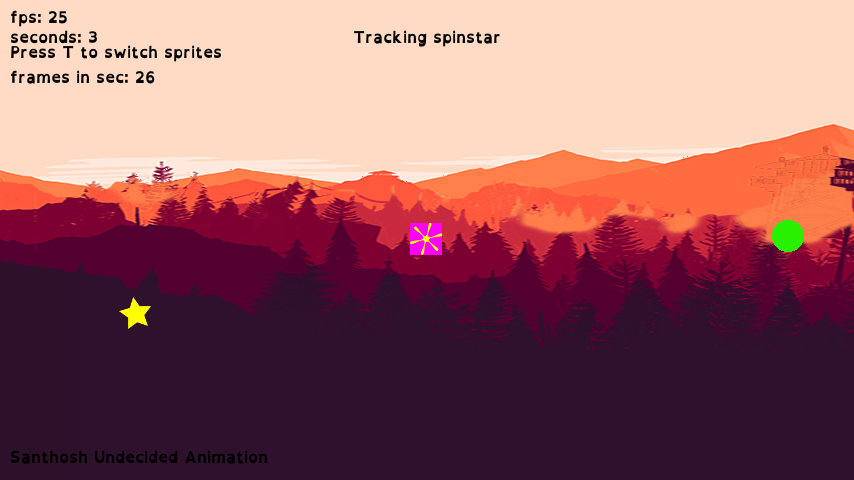 fps: 25
seconds: 3
Press T to switch sprites
Tracking spinstar
frames in sec: 26
Santhosh Undecided Animation